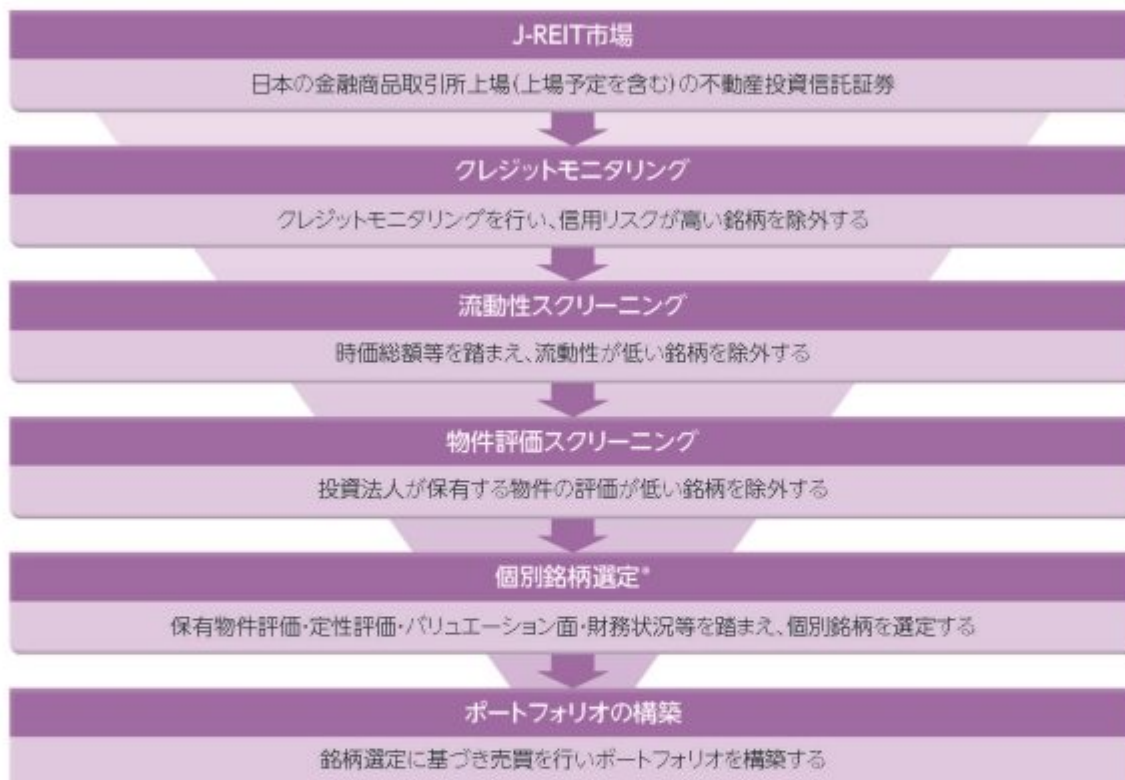 J-REIT市場
日本の金融商品取引所上場(上場予定を含む)の不動産投資信託証券
クレジットモニタリング
クレジットモニタリングを行い、信用リスクが高い銘柄を除外する
流動性スクリーニング
時価総額等を踏まえ、流動性が低い銘柄を除外する
物件評価スクリーニング
投資法人が保有する物件の評価が低い銘柄を除外する
個別銘柄選定*
保有物件評価・定性評価・バリュエーション面・財務状況等を踏まえ、個別銘柄を選定する
ポートフォリオの構築
銘柄選定に基づき売買を行いポートフォリオを構築する